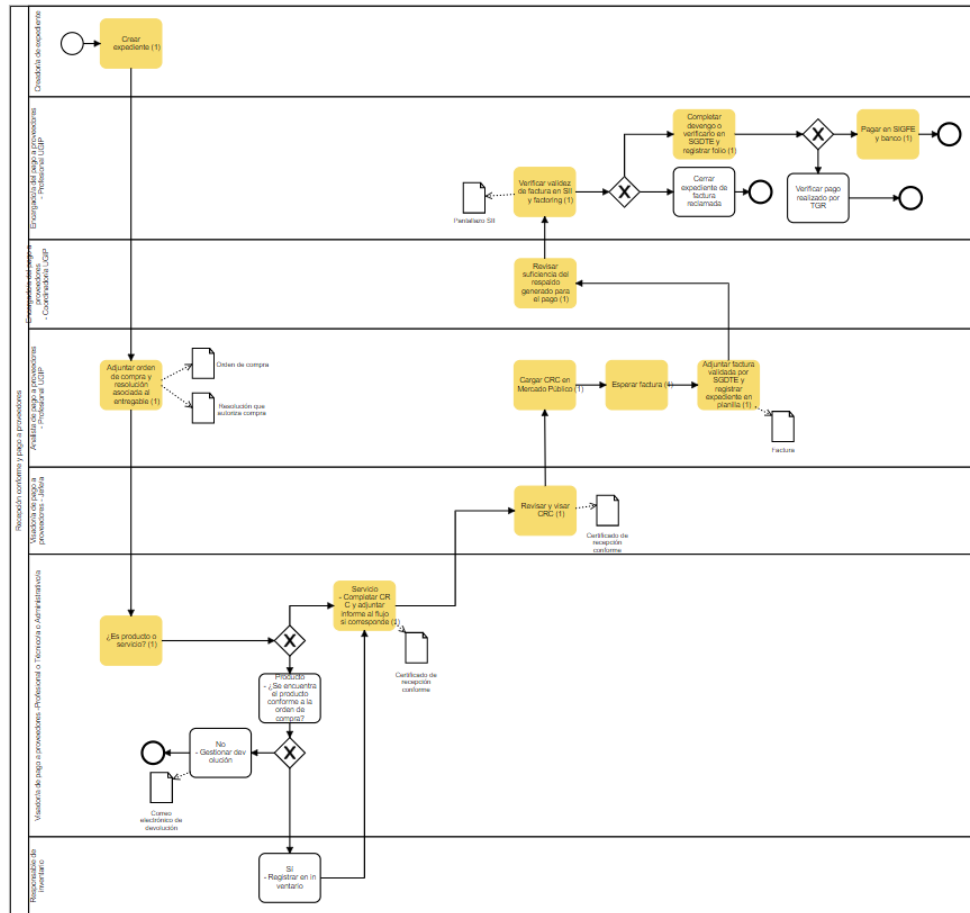 Recepción conforme y pago a proveedores
Creador/a de expediente
Crear
expediente (1)
Encargado/a del pago a proveedores
- Profesional UGIP
Completar
devengo o
verificarlo en
SGDTE y
registrar folio (1)
X
Pagar en SIGFE
y banco (1)
Verificar validez
de factura en SII
y factoring (1)
X
Cerrar
expediente de
factura
reclamada
Verificar pago
realizado por
TGR
Pantallazo SII
Encargado/a del pago a
proveedores
- Coordinador/a UGIP
Revisar
suficiencia del
respaldo
generado para
el pago (1)
Analista de pago a proveedores
- Profesional UGIP
Adjuntar orden
de compra y
resolución
asociada al
entregable (1)
Orden de compra
Resolución que
autoriza compra
Cargar CRC en
Mercado Público (1)
Esperar factura (1)
Adjuntar factura
validada por
SGDTE y
registrar
expediente en
planilla (1)
Factura
Visador/a de pago a
proveedores - Jefe/a
Revisar y visar
CRC (1)
Certificado de
recepción
conforme
Visador/a de pago a proveedores -Profesional o Técnico/a o Administrativo/a
¿Es producto o
servicio? (1)
X
Servicio
- Completar CR
C y adjuntar
informe al flujo
si corresponde (1)
Certificado de
recepción
conforme
Producto
- ¿Se encuentra
el producto
conforme a la
orden de
compra?
X
No
- Gestionar dev
olución
Correo
electrónico de
devolución
Responsable de
inventario
Sí
- Registrar en in
ventario